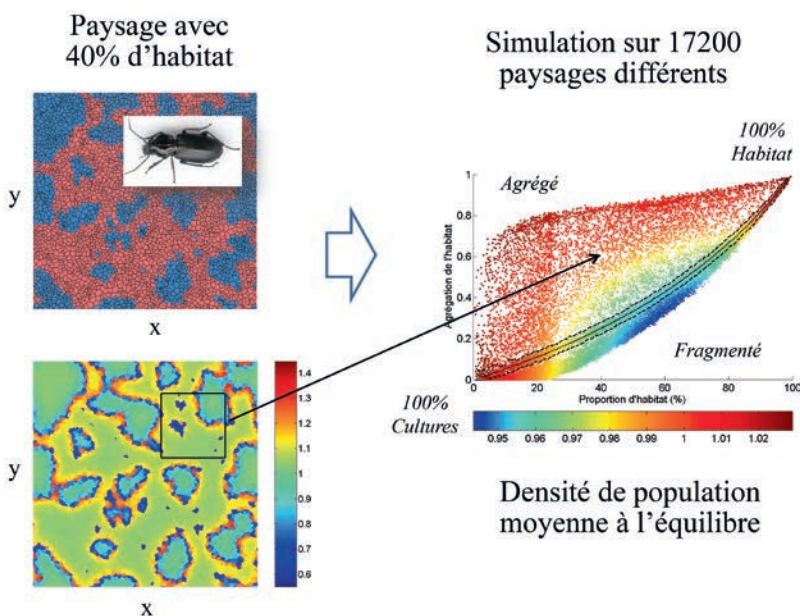 Paysage avec
40% d'habitat
y
x
Simulation sur 17200
paysages différents
100%
Habitat
Agrégé
Agrégation de l'habitat
1
0.8
0.6
0.4
0.2
0
Fragmenté
0 20 40 60 80 100
Proportion d'habitat (%)
100%
Cultures
0.95 0.96 0.97 0.98 0.99 1 1.01 1.02
Densité de population
moyenne à l'équilibre
y
x
1.4
1.3
1.2
1.1
1
0.9
0.8
0.7
0.6